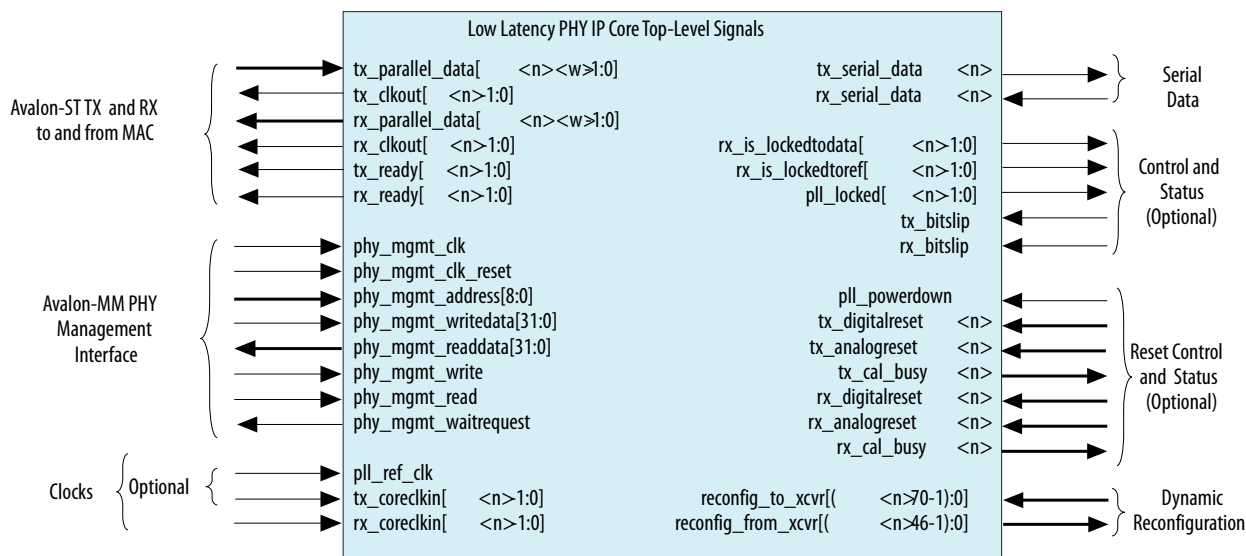 Low Latency PHY IP Core Top-Level Signals
Avalon-ST TX and RX
to and from MAC
tx_parallel_data[ <n><w>1:0]
tx_clkout[ <n>-1:0]
rx_parallel_data[ <n><w>1:0]
rx_clkout[ <n>-1:0]
tx_ready[ <n>-1:0]
rx_ready[ <n>-1:0]
Avalon-MM PHY
Management
Interface
phy_mgmt_clk
phy_mgmt_clk_reset
phy_mgmt_address[8:0]
phy_mgmt_writedata[31:0]
phy_mgmt_readdata[31:0]
phy_mgmt_write
phy_mgmt_read
phy_mgmt_waitrequest
Clocks
Optional
pll_ref_clk
tx_coreclkin[ <n>-1:0]
rx_coreclkin[ <n>-1:0]
tx_serial_data <n>
rx_serial_data <n>
Serial
Data
rx_is_lockedtodata[ <n>-1:0]
rx_is_lockedtoref[ <n>-1:0]
pll_locked[ <n>-1:0]
tx_bitslip
rx_bitslip
Control and
Status
(Optional)
pll_powerdown
tx_digitalreset <n>
tx_analogreset <n>
tx_cal_busy <n>
rx_digitalreset <n>
rx_analogreset <n>
rx_cal_busy <n>
Reset Control
and Status
(Optional)
reconfig_to_xcvr[( <n>70-1):0]
reconfig_from_xcvr[( <n>46-1):0]
Dynamic
Reconfiguration